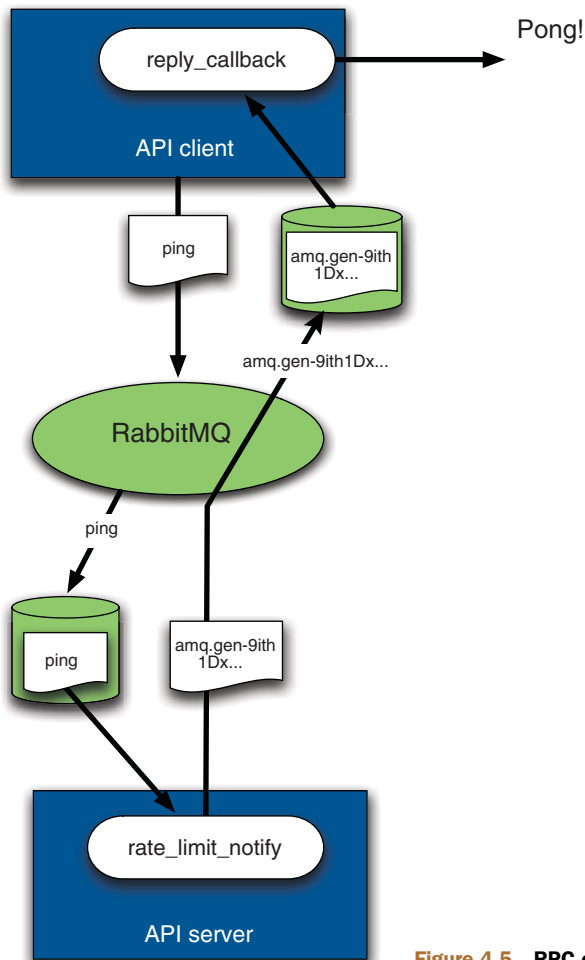 Pong!
reply_callback
API client
ping
amq.gen-9ith
1Dx...
amq.gen-9ith1Dx...
RabbitMQ
ping
ping
amq.gen-9ith
1Dx...
rate_limit_notify
API server
Figure 4.5 RPC